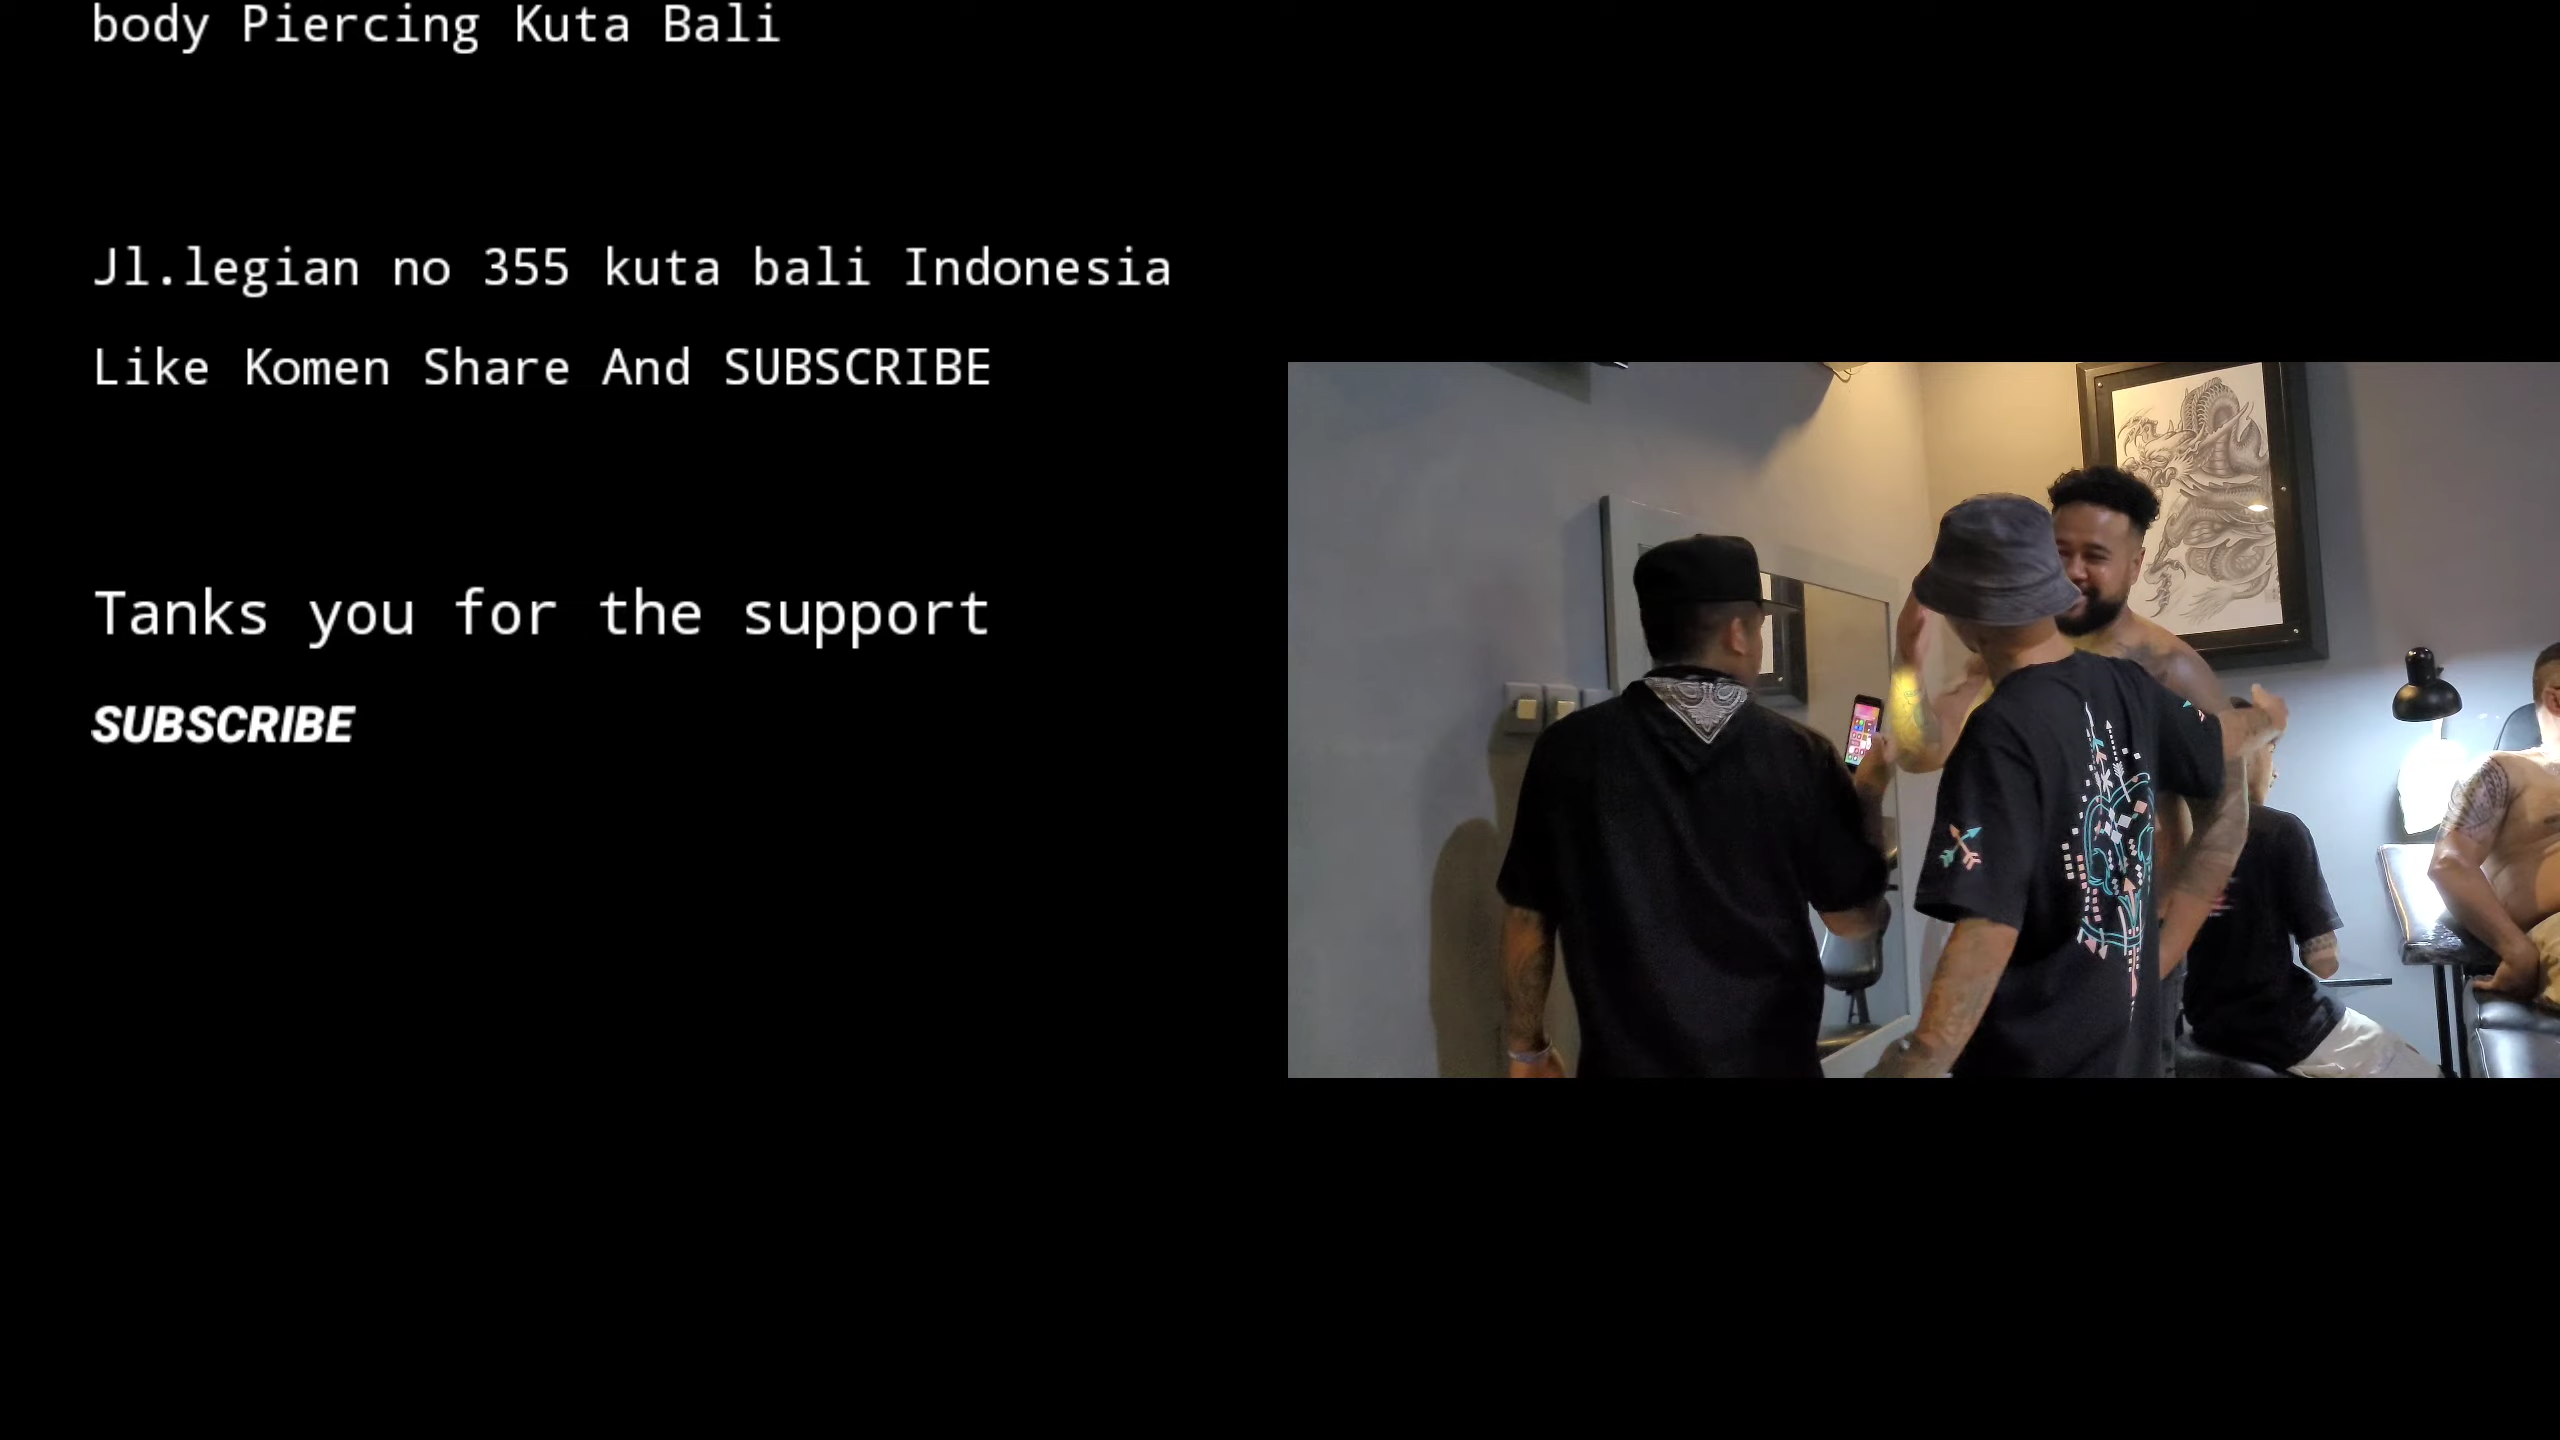 body Piercing Kuta Bali
Jl.legian no 355 kuta bali Indonesia
Like Komen Share And SUBSCRIBE
Tanks you for the support
SUBSCRIBE